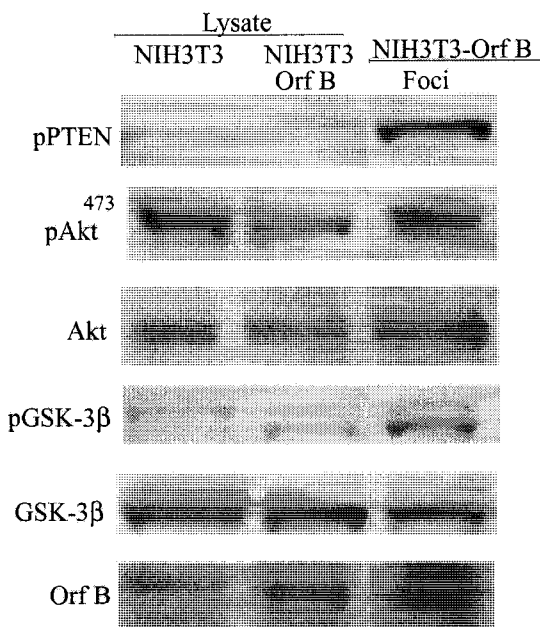 Lysate
NIH3T3 NIH3T3 NIH3T3-Orf B
Orf B Foci
pPTEN
473
pAkt
Akt
pGSK-3β
GSK-3β
Orf B